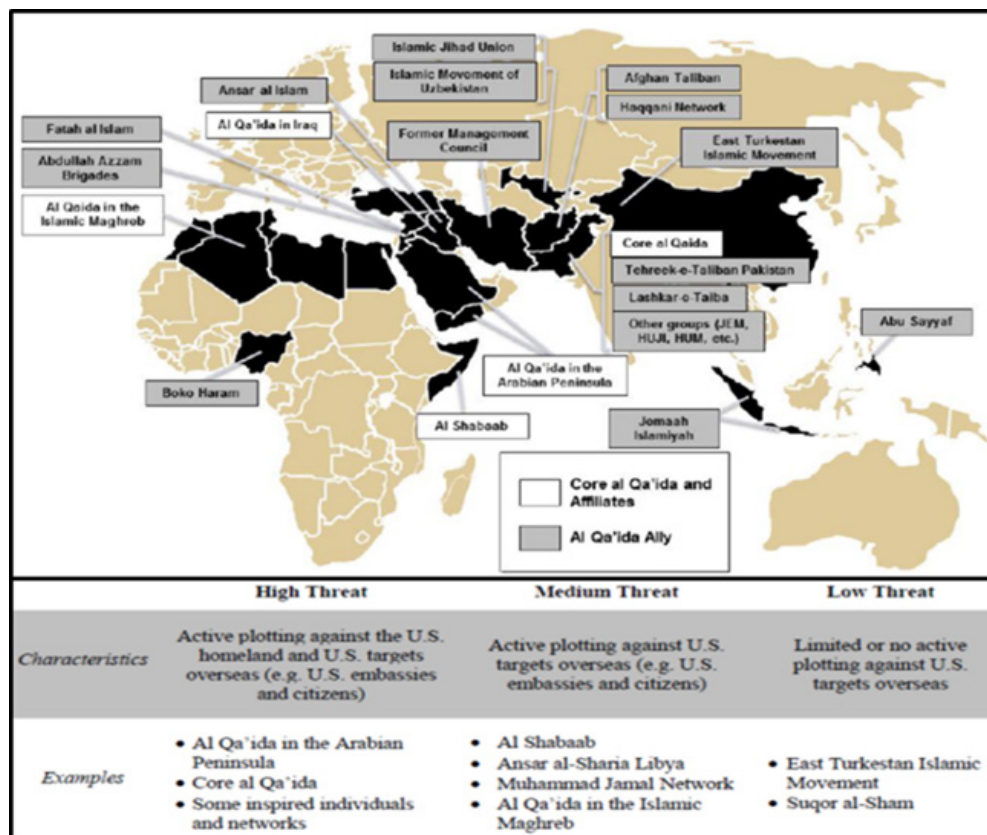 Islamic Jihad Union
Islamic Movement of
Uzbekistan
Afghan Taliban
Haqqani Network
Ansar al Islam
Al Qa'ida in Iraq
Former Management
Council
East Turkestan
Islamic Movement
Fatah al Islam
Abdullah Azzam
Brigades
Al Qaida in the
Islamic Maghreb
Core al Qaida
Tehreek-e-Taliban Pakistan
Lashkar-e-Taiba
Other groups (JEM,
HUJI, HUM, etc.)
Abu Sayyaf
Al Qa'ida in the
Arabian Peninsula
Boko Haram
Al Shabaab
Jomaah
Islamiyah
Core al Qa'ida and
Affiliates
Al Qa'ida Ally
High Threat
Medium Threat
Low Threat
Characteristics
Active plotting against the U.S.
homeland and U.S. targets
overseas (e.g. U.S. embassies
and citizens)
Active plotting against U.S.
targets overseas (e.g. U.S.
embassies and citizens)
Limited or no active
plotting against U.S.
targets overseas
Examples
• Al Qa'ida in the Arabian
Peninsula
• Core al Qa'ida
• Some inspired individuals
and networks
• Al Shabaab
• Ansar al-Sharia Libya
• Muhammad Jamal Network
• Al Qa'ida in the Islamic
Maghreb
• East Turkestan Islamic
Movement
• Suqor al-Sham